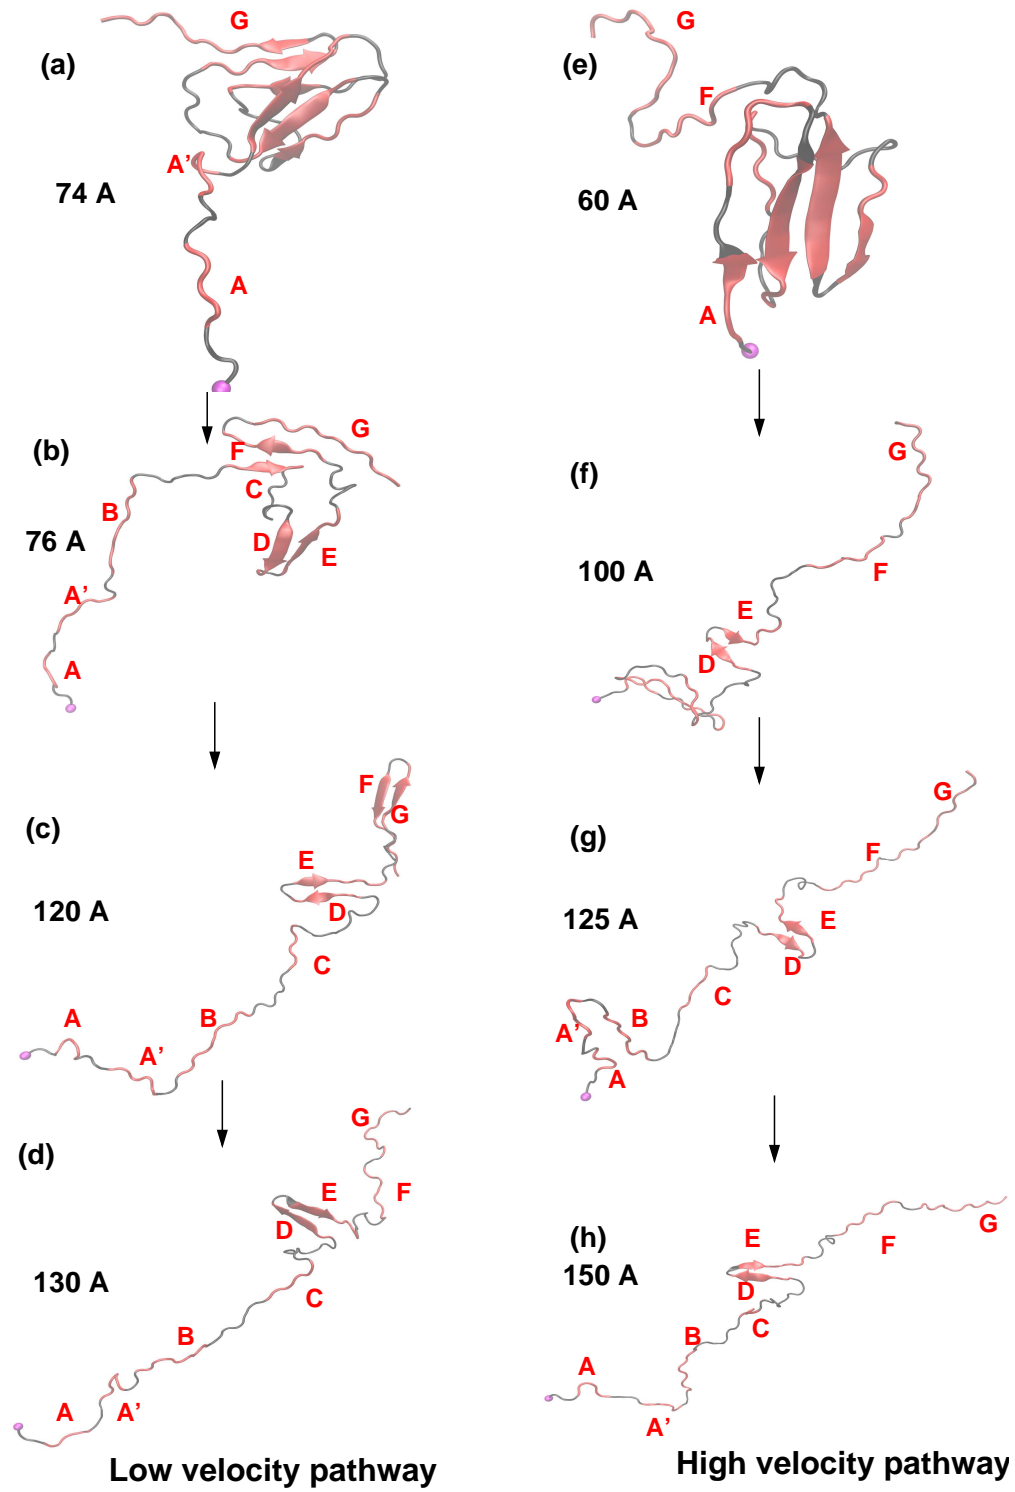 (a)
G
A'
74 A
A
(b)
F
G
C
B
76 A
D
E
A'
A
(c)
F
G
E
120 A
D
C
B
A
A'
(d)
G
E
F
D
130 A
C
B
A
A'
Low velocity pathway
(e)
G
F
60 A
A
(f)
G
100 A
F
E
D
(g)
G
F
125 A
E
D
C
B
A'
A
(h)
G
E
F
150 A
D
C
B
A
A'
High velocity pathway